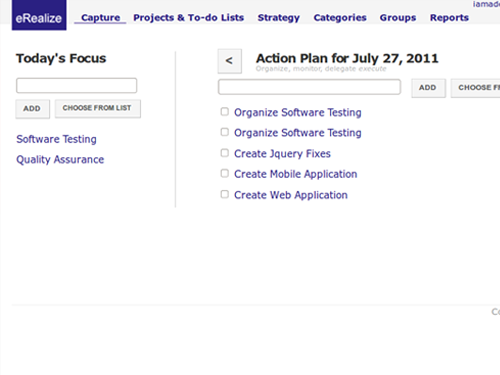 iamade
eRealize Capture Projects & To-do Lists Strategy Categories Groups Reports
Today's Focus
ADD CHOOSE FROM LIST
Software Testing
Quality Assurance
< Action Plan for July 27, 2011
Organize, monitor, delegate execute
ADD CHOOSE FR
Organize Software Testing
Organize Software Testing
Create Jquery Fixes
Create Mobile Application
Create Web Application
Co